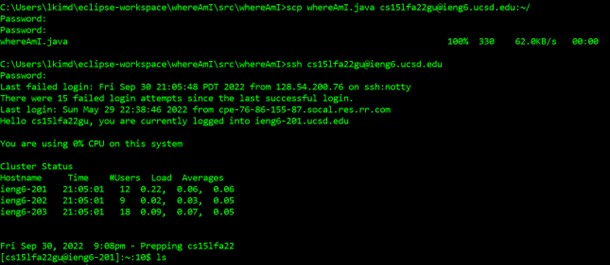 C:\Users\lkimd\eclipse-workspace\whereAmI\src\whereAmI>scp whereAmI.java cs15lfa22gu@ieng6.ucsd.edu:~/
Password:
Password:
whereAmI.java 100% 330 62.0KB/s 00:00
C:\Users\lkimd\eclipse-workspace\whereAmI\src\whereAmI>ssh cs15lfa22gu@ieng6.ucsd.edu
Password:
Last failed login: Fri Sep 30 21:05:48 PDT 2022 from 128.54.200.76 on ssh:notty
There were 15 failed login attempts since the last successful login.
Last login: Sun May 29 22:38:46 2022 from cpe-76-86-155-87.socal.res.rr.com
Hello cs15lfa22gu, you are currently logged into ieng6-201.ucsd.edu
You are using 0% CPU on this system
Cluster Status
Hostname Time #Users Load Averages
ieng6-201 21:05:01 12 0.22, 0.06, 0.06
ieng6-202 21:05:01 9 0.02, 0.03, 0.05
ieng6-203 21:05:01 18 0.09, 0.07, 0.05
Fri Sep 30, 2022 9:08pm - Prepping cs15lfa22
[cs15lfa22gu@ieng6-201]:~:10$ ls